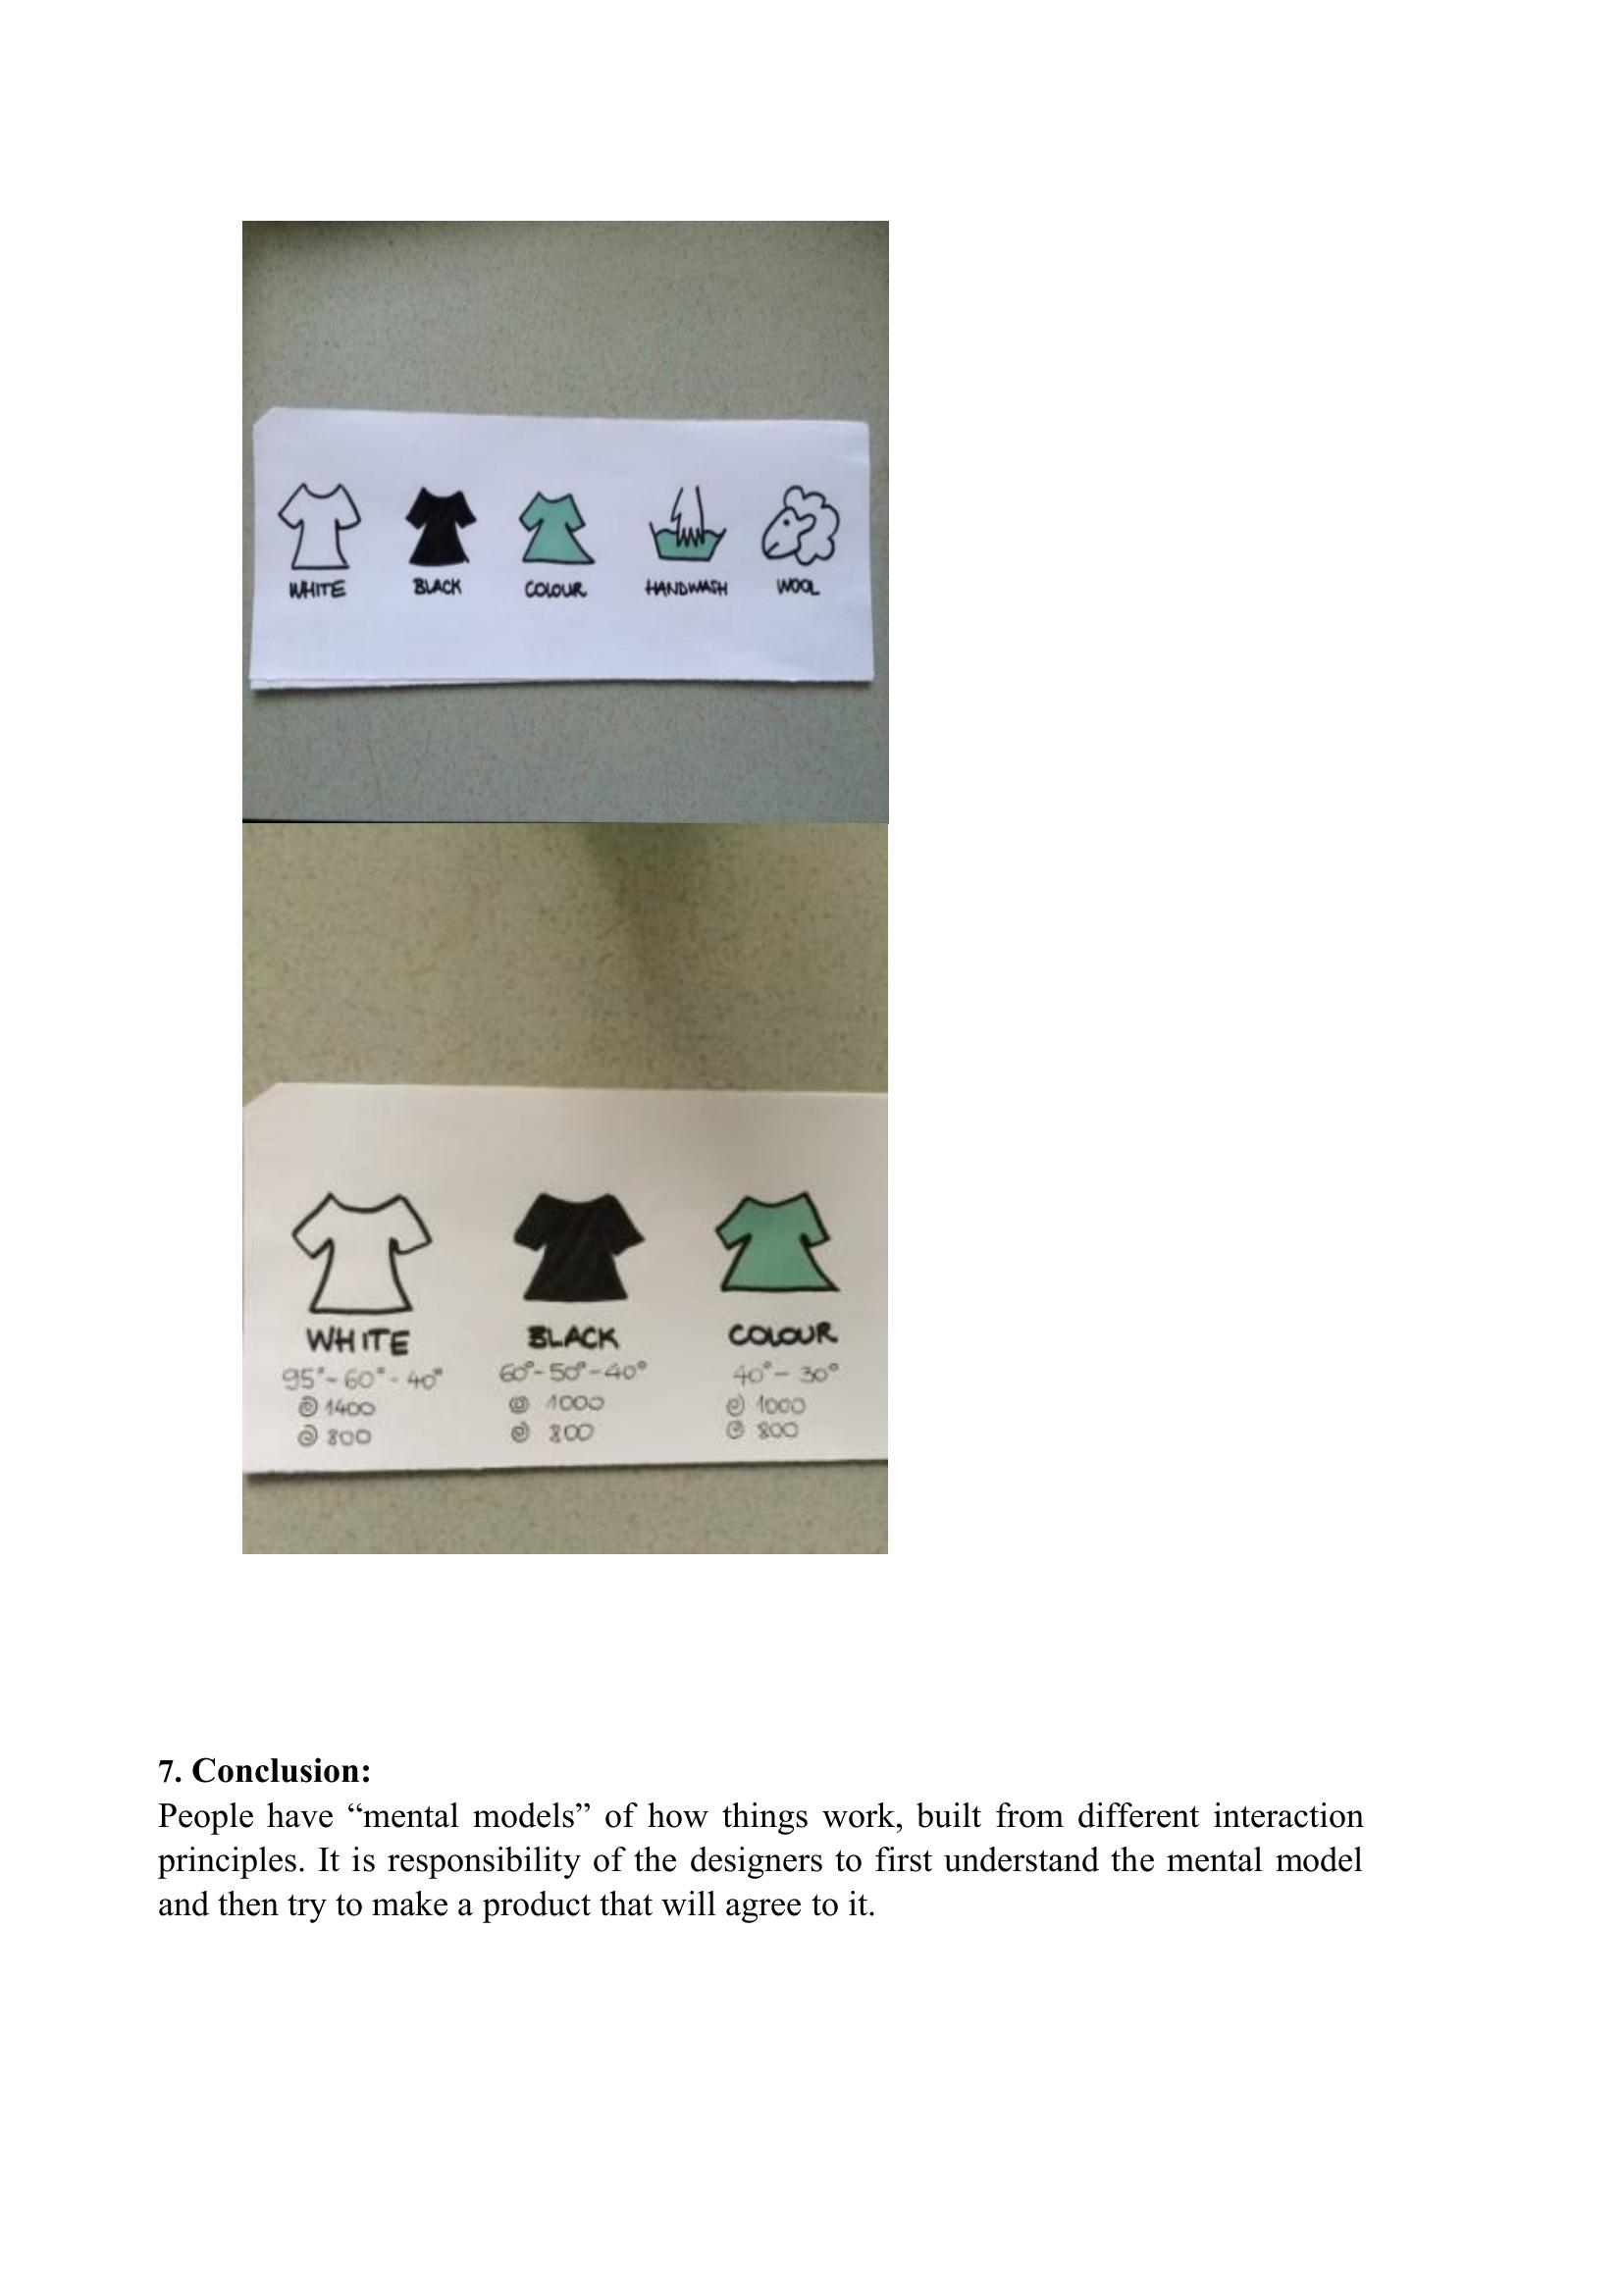 WHITE BLACK COLOUR HANDWASH WOOL
WHITE BLACK COLOUR
95°-60°-40° 60°-50°-40° 40°-30°
1400 1000 1000
800 800 800
7. Conclusion:
People have “mental models” of how things work, built from different interaction
principles. It is responsibility of the designers to first understand the mental model
and then try to make a product that will agree to it.